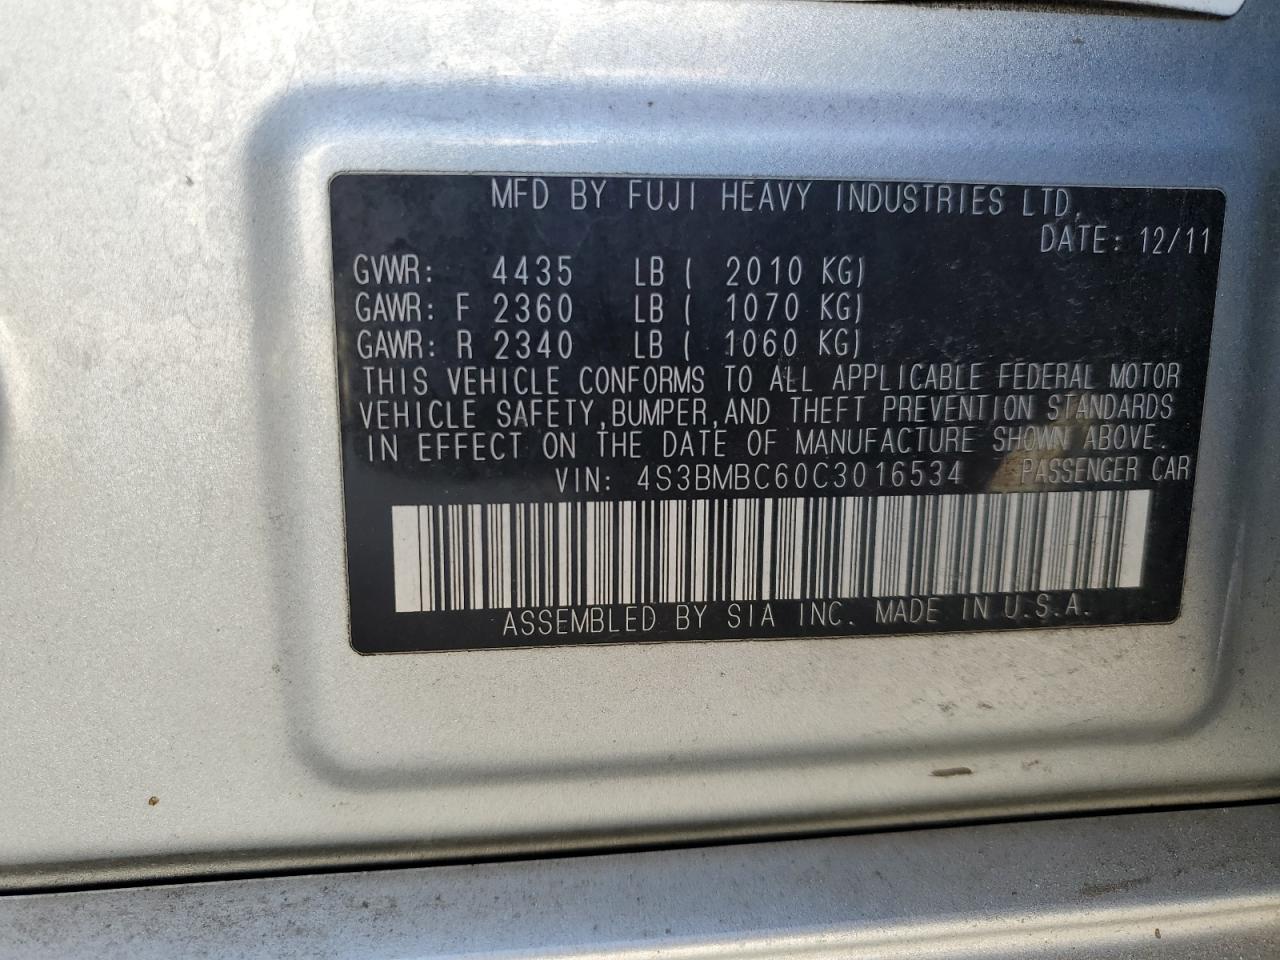 MFD BY FUJI HEAVY INDUSTRIES LTD.
DATE: 12/11
GVWR: 4435 LB ( 2010 KG)
GAWR: F 2360 LB ( 1070 KG)
GAWR: R 2340 LB ( 1060 KG)
THIS VEHICLE CONFORMS TO ALL APPLICABLE FEDERAL MOTOR
VEHICLE SAFETY,BUMPER,AND THEFT PREVENTION STANDARDS
IN EFFECT ON THE DATE OF MANUFACTURE SHOWN ABOVE.
VIN: 4S3BMBC60C3016534 PASSENGER CAR
ASSEMBLED BY SIA INC. MADE IN U.S.A.